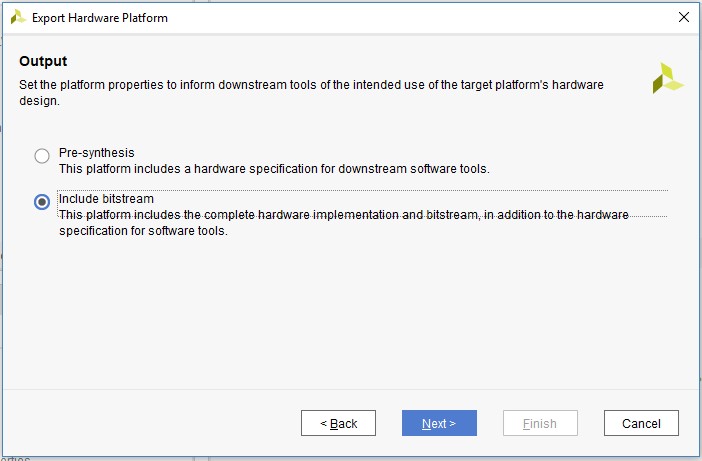 Export Hardware Platform
Output
Set the platform properties to inform downstream tools of the intended use of the target platform's hardware
design.
Pre-synthesis
This platform includes a hardware specification for downstream software tools.
Include bitstream
This platform includes the complete hardware implementation and bitstream, in addition to the hardware
specification for software tools.
< Back
Next >
Finish
Cancel